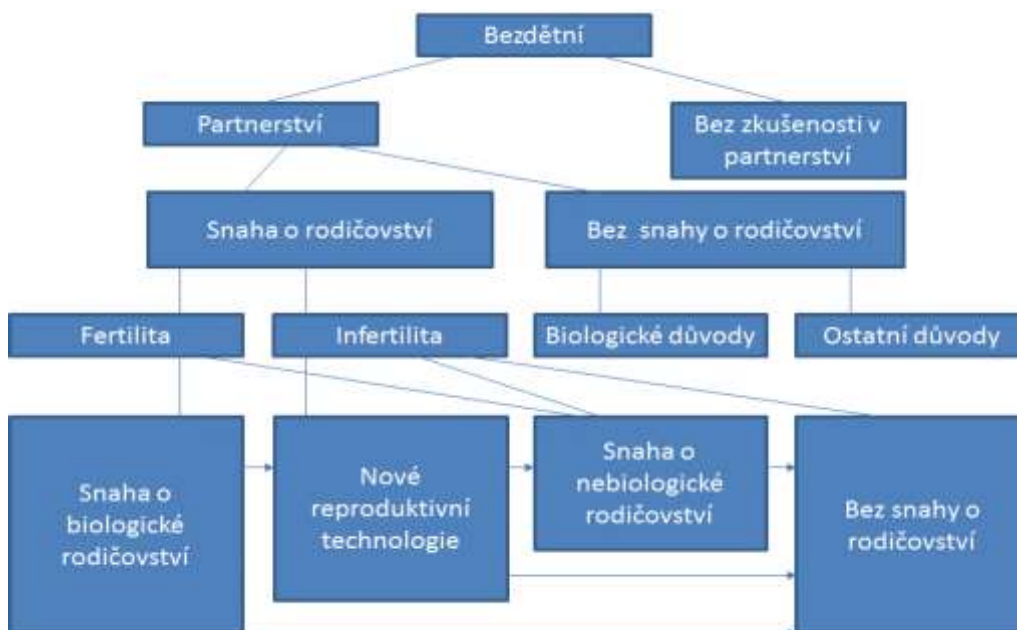 Bezdětní
Partnerství
Bez zkušenosti v
partnerství
Snaha o rodičovství
Bez snahy o rodičovství
Fertilita
Infertilita
Biologické důvody
Ostatní důvody
Snaha o
biologické
rodičovství
Nové
reproduktivní
technologie
Snaha o
nebiologické
rodičovství
Bez snahy o
rodičovství